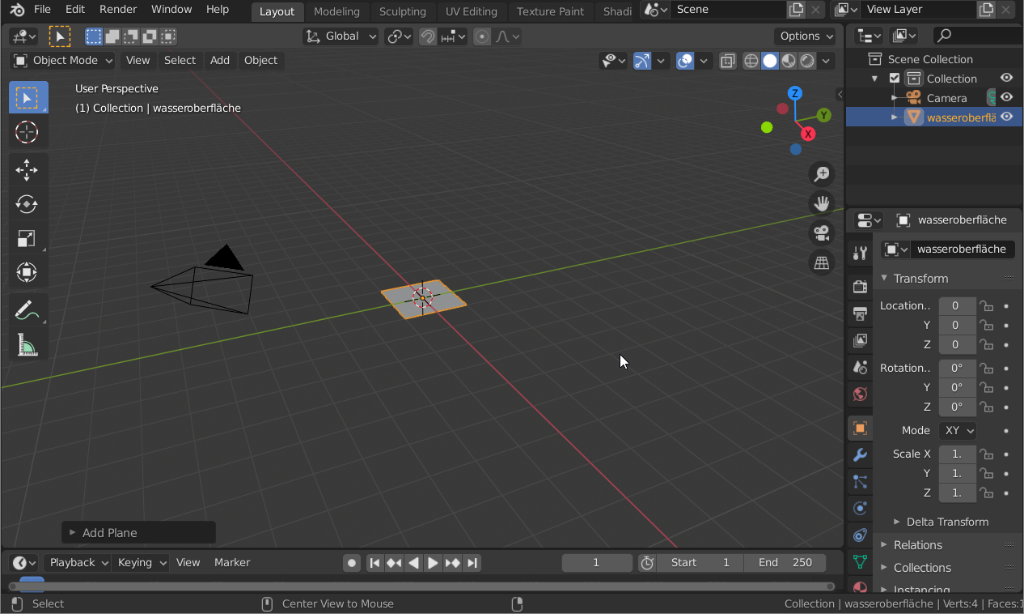 File Edit Render Window Help Layout Modeling Sculpting UV Editing Texture Paint Shadi Scene View Layer
Global Options
Object Mode View Select Add Object
User Perspective
(1) Collection | wasseroberfläche
Z
Y
X
Scene Collection
Collection
Camera
wasseroberflä
wasseroberfläche
wasseroberfläche
Transform
Location.. 0
Y 0
Z 0
Rotation.. 0°
Y 0°
Z 0°
Mode XY
Scale X 1.
Y 1.
Z 1.
Delta Transform
Relations
Collections
Instancing
Add Plane
Playback Keying View Marker 1 Start 1 End 250
Select Center View to Mouse Collection | wasseroberfläche | Verts:4 | Faces:1